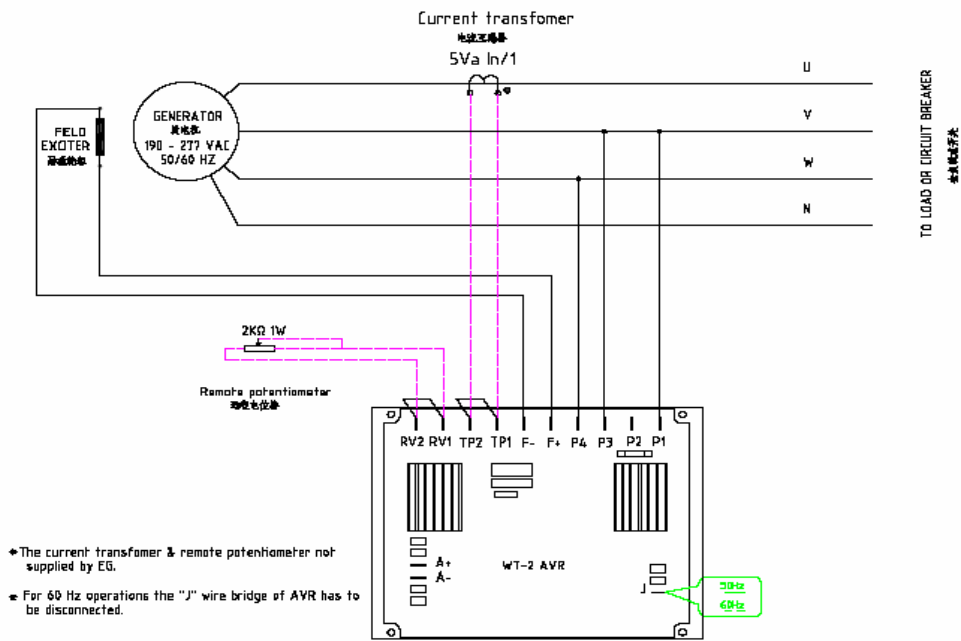 Current transfomer
5Va In/1
U
V
W
N
GENERATOR
190 - 277 VAC
50/60 HZ
FIELD
EXCITER
TO LOAD OR CIRCUIT BREAKER
2KΩ 1W
Remote potentiometer
RV2 RV1 TP2 TP1 F- F+ P4 P3 P2 P1
A+
A-
WT-2 AVR
J
50Hz
60Hz
*The current transfomer & remote potentiometer not
supplied by EG.
* For 60 Hz operations the "J" wire bridge of AVR has to
be disconnected.